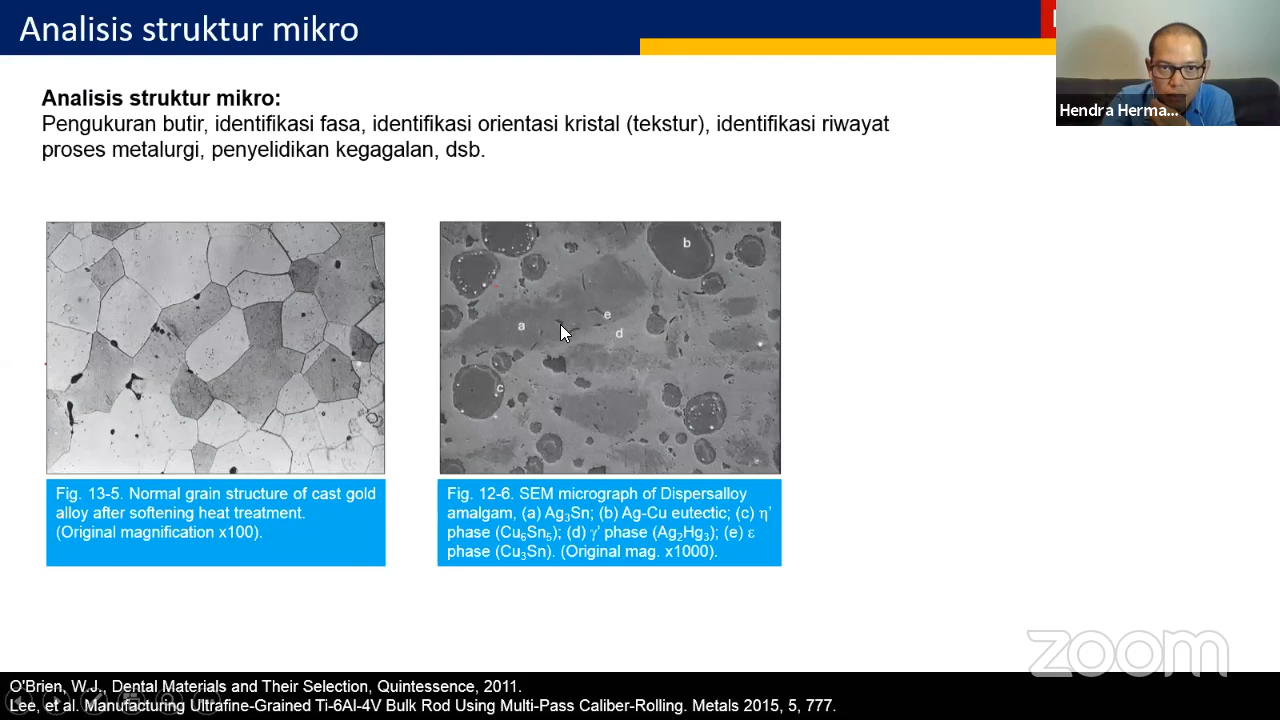 Analisis struktur mikro
Hendra Herma...
Analisis struktur mikro:
Pengukuran butir, identifikasi fasa, identifikasi orientasi kristal (tekstur), identifikasi riwayat
proses metalurgi, penyelidikan kegagalan, dsb.
b
e
a
d
c
Fig. 13-5. Normal grain structure of cast gold
alloy after softening heat treatment.
(Original magnification x100).
Fig. 12-6. SEM micrograph of Dispersalloy
amalgam, (a) Ag₃Sn; (b) Ag-Cu eutectic; (c) η'
phase (Cu₆Sn₅); (d) γ' phase (Ag₂Hg₃); (e) ε
phase (Cu₃Sn). (Original mag. x1000).
zoom
O'Brien, W.J., Dental Materials and Their Selection, Quintessence, 2011.
Lee, et al. Manufacturing Ultrafine-Grained Ti-6Al-4V Bulk Rod Using Multi-Pass Caliber-Rolling. Metals 2015, 5, 777.